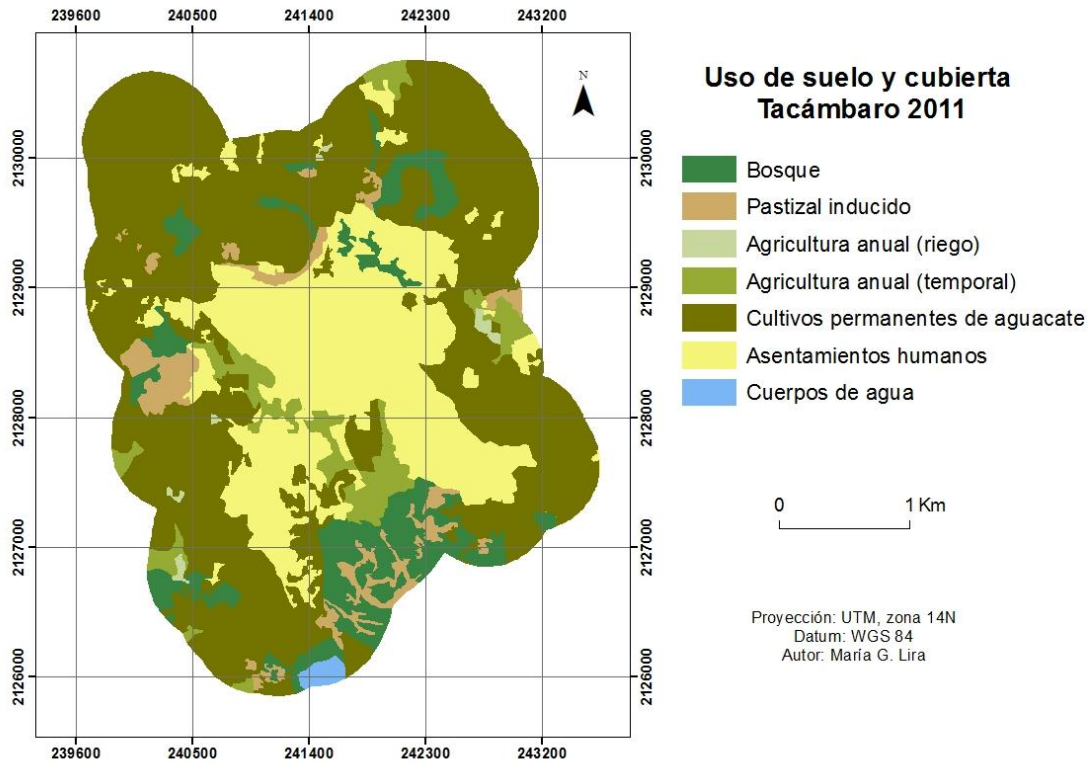 239600 240500 241400 242300 243200
N
2130000 2130000
2129000 2129000
2128000 2128000
2127000 2127000
2126000 2126000
239600 240500 241400 242300 243200
Uso de suelo y cubierta
Tacámbaro 2011
Bosque
Pastizal inducido
Agricultura anual (riego)
Agricultura anual (temporal)
Cultivos permanentes de aguacate
Asentamientos humanos
Cuerpos de agua
0 1 Km
Proyección: UTM, zona 14N
Datum: WGS 84
Autor: María G. Lira